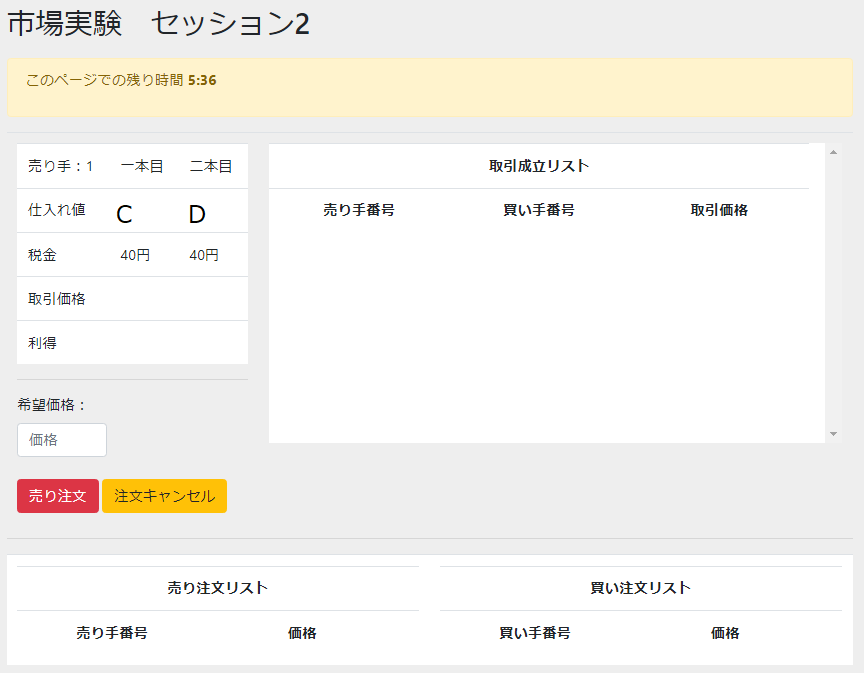 市場実験　セッション2
このページでの残り時間 5:36
売り手：1 一本目 二本目
仕入れ値 C D
税金 40円 40円
取引価格
利得
希望価格：
価格
売り注文 注文キャンセル
取引成立リスト
売り手番号 買い手番号 取引価格
売り注文リスト
売り手番号 価格
買い注文リスト
買い手番号 価格